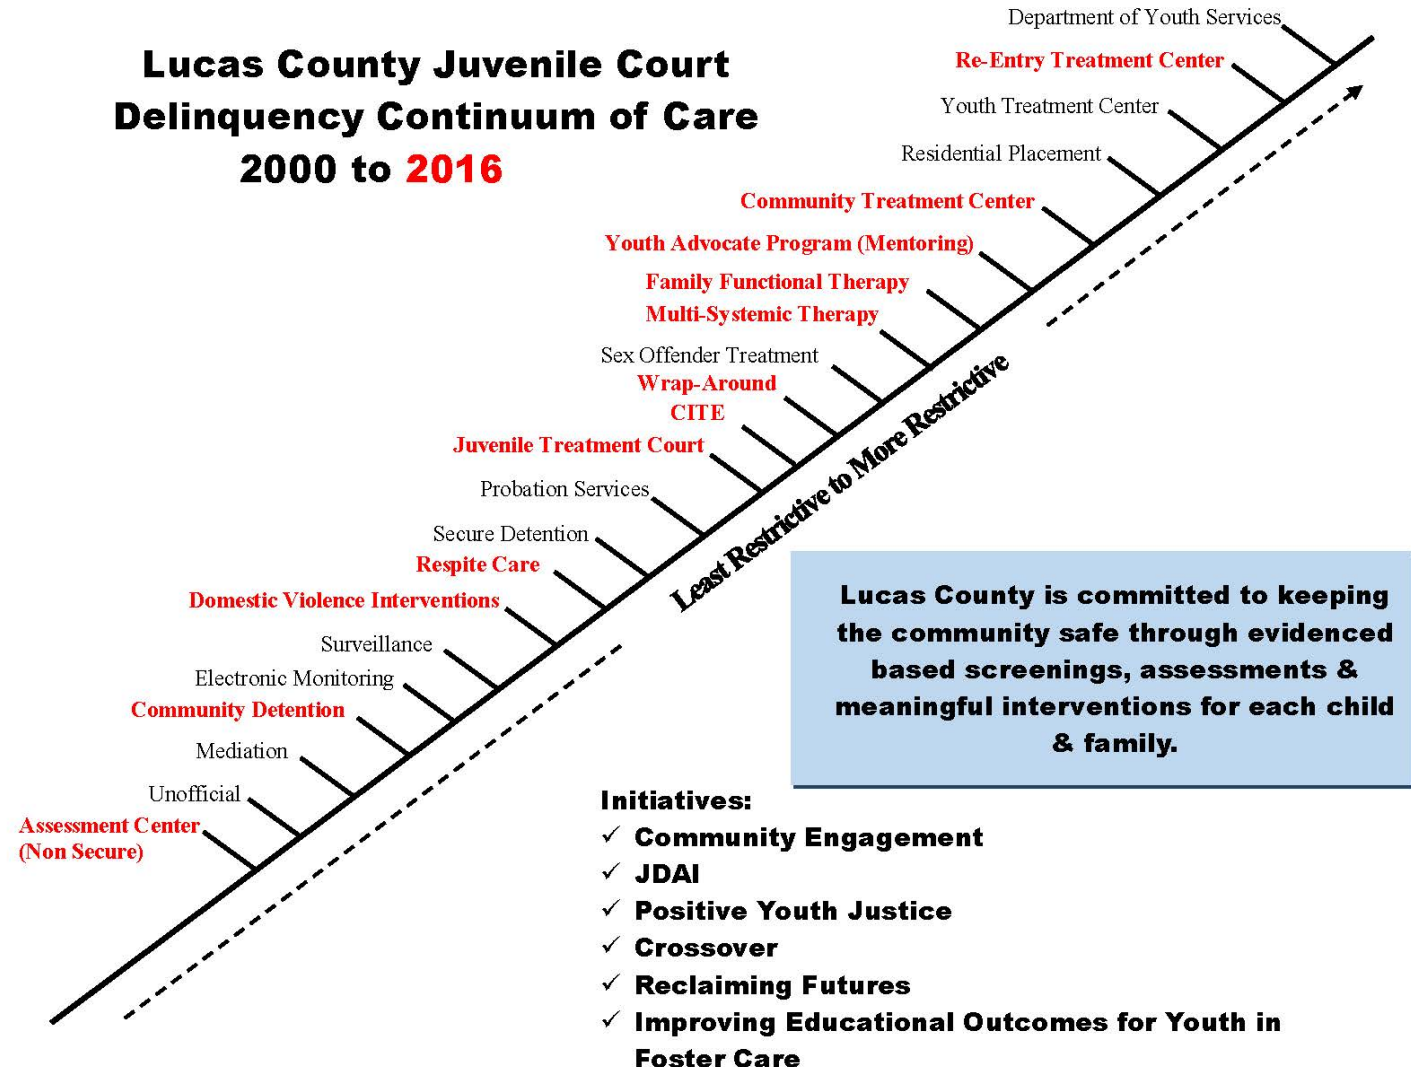 Lucas County Juvenile Court
Delinquency Continuum of Care
2000 to 2016
Department of Youth Services
Re-Entry Treatment Center
Youth Treatment Center
Residential Placement
Community Treatment Center
Youth Advocate Program (Mentoring)
Family Functional Therapy
Multi-Systemic Therapy
Sex Offender Treatment
Wrap-Around
CITE
Juvenile Treatment Court
Probation Services
Secure Detention
Respite Care
Domestic Violence Interventions
Surveillance
Electronic Monitoring
Community Detention
Mediation
Unofficial
Assessment Center
(Non Secure)
Least Restrictive to More Restrictive
Lucas County is committed to keeping
the community safe through evidenced
based screenings, assessments &
meaningful interventions for each child
& family.
Initiatives:
✓ Community Engagement
✓ JDAI
✓ Positive Youth Justice
✓ Crossover
✓ Reclaiming Futures
✓ Improving Educational Outcomes for Youth in
Foster Care